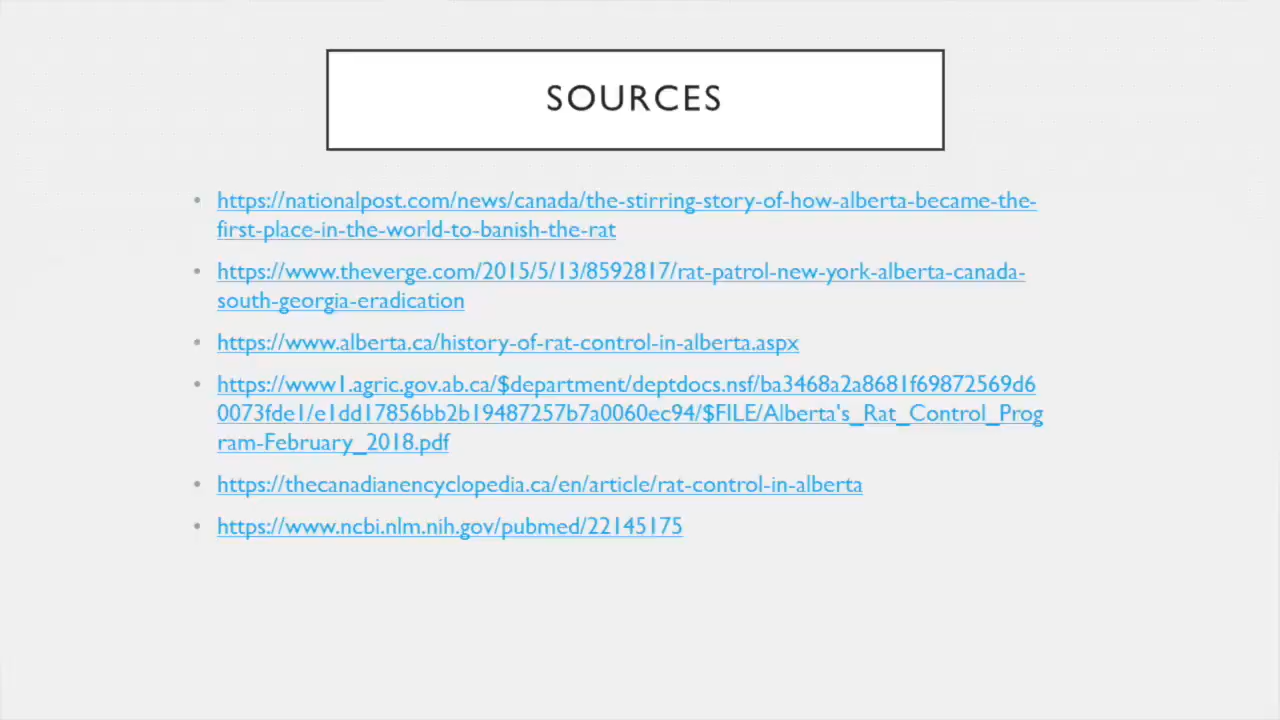 SOURCES
• https://nationalpost.com/news/canada/the-stirring-story-of-how-alberta-became-the-
first-place-in-the-world-to-banish-the-rat
• https://www.theverge.com/2015/5/13/8592817/rat-patrol-new-york-alberta-canada-
south-georgia-eradication
• https://www.alberta.ca/history-of-rat-control-in-alberta.aspx
• https://www1.agric.gov.ab.ca/$department/deptdocs.nsf/ba3468a2a8681f69872569d6
0073fde1/e1dd17856bb2b19487257b7a0060ec94/$FILE/Alberta's_Rat_Control_Prog
ram-February_2018.pdf
• https://thecanadianencyclopedia.ca/en/article/rat-control-in-alberta
• https://www.ncbi.nlm.nih.gov/pubmed/22145175